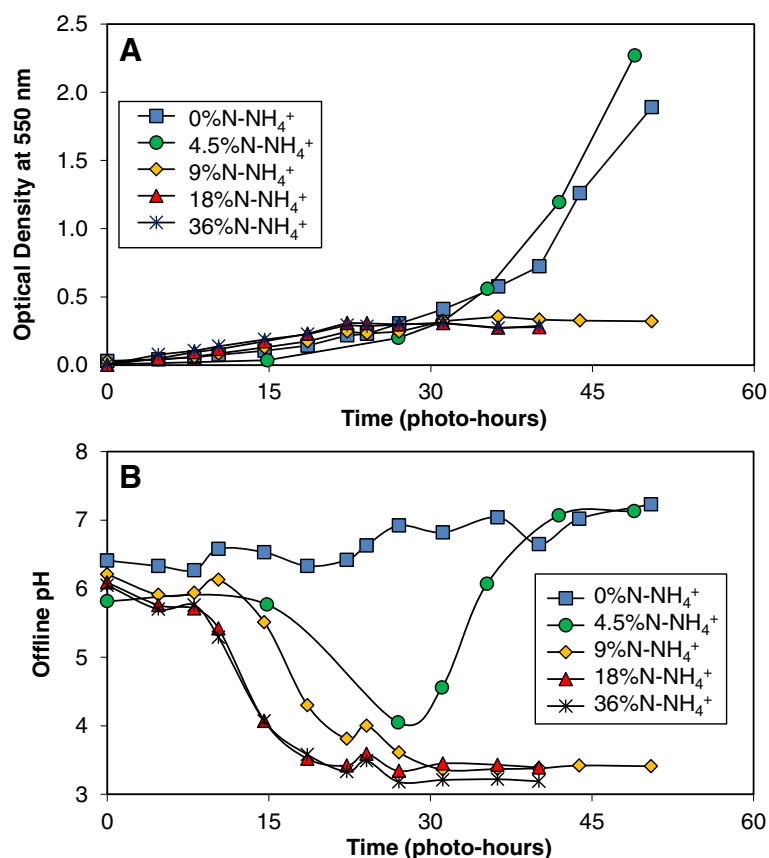 A
2.5
2.0
1.5
1.0
0.5
0.0
Optical Density at 550 nm
0%N-NH₄⁺
4.5%N-NH₄⁺
9%N-NH₄⁺
18%N-NH₄⁺
36%N-NH₄⁺
0 15 30 45 60
Time (photo-hours)
B
8
7
6
5
4
3
Offline pH
0%N-NH₄⁺
4.5%N-NH₄⁺
9%N-NH₄⁺
18%N-NH₄⁺
36%N-NH₄⁺
0 15 30 45 60
Time (photo-hours)